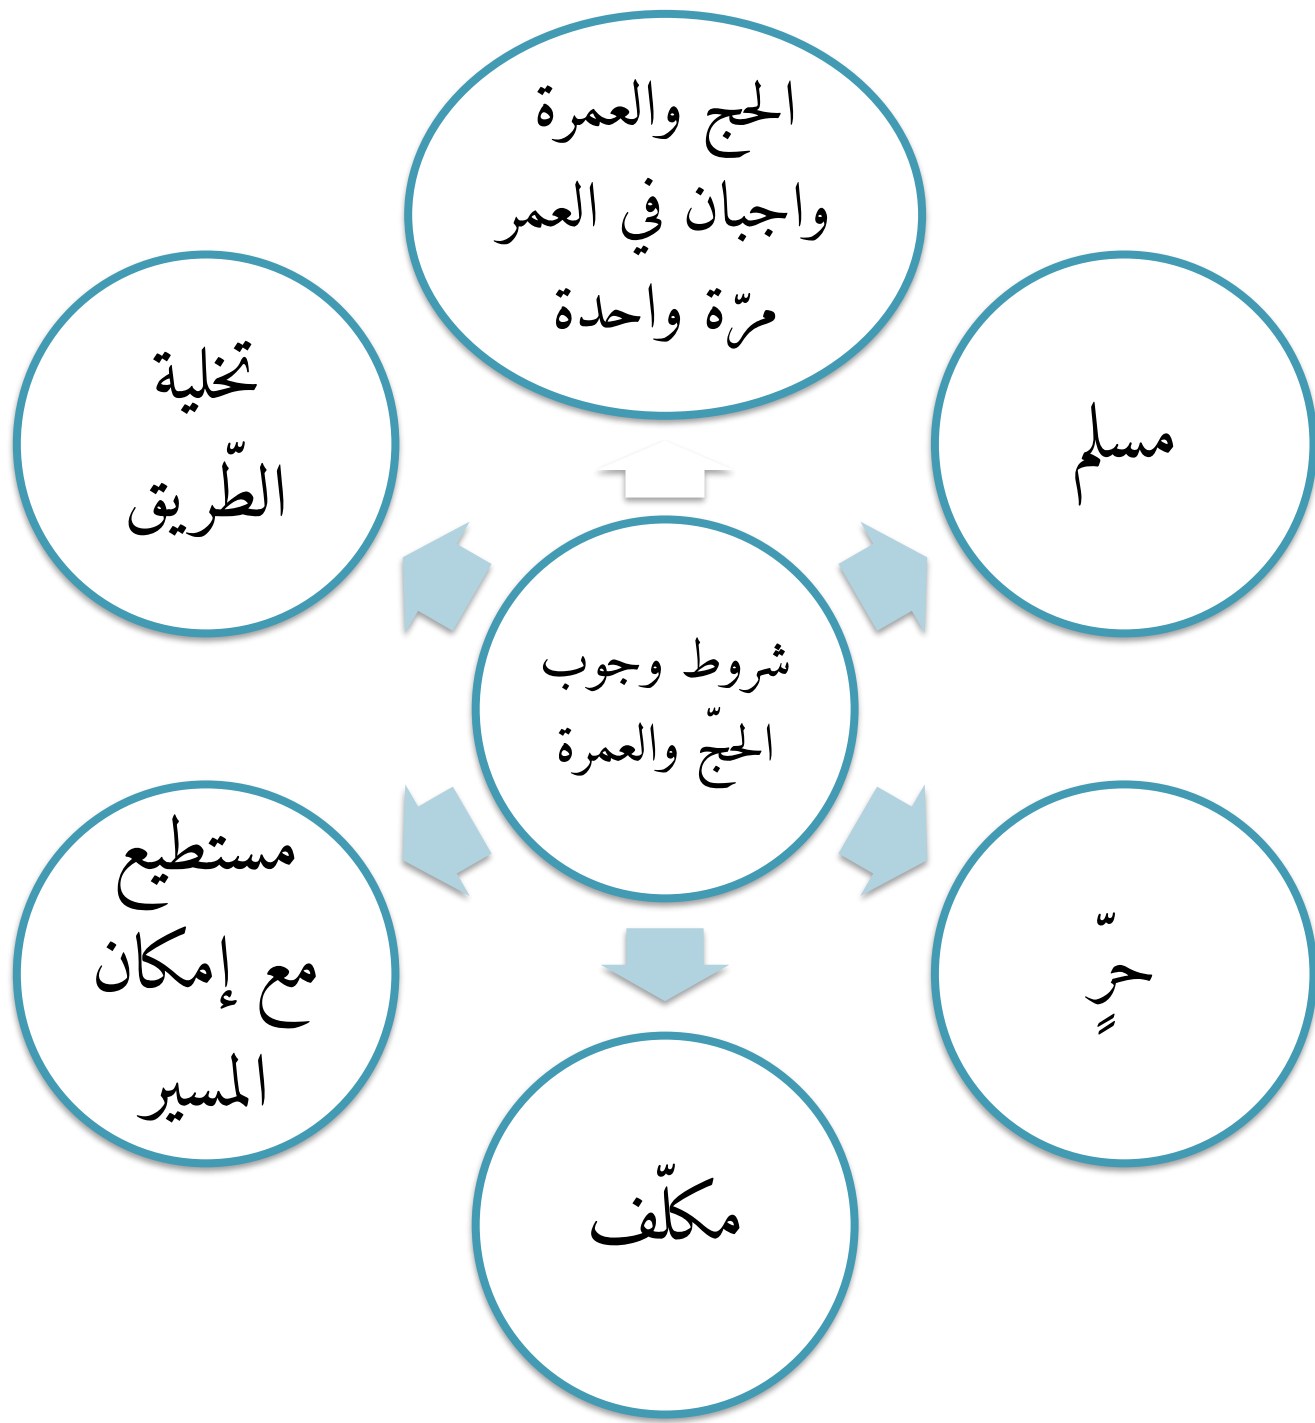 الحج والعمرة
واجبان في العمر
مرّة واحدة
مسلم
حرٍّ
مكلّف
مستطيع
مع إمكان
المسير
تخلية
الطّريق
شروط وجوب
الحجّ والعمرة